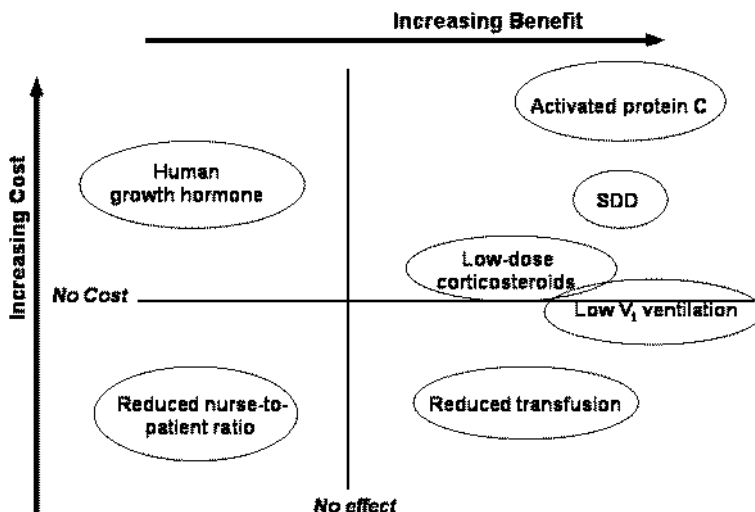 Increasing Benefit
Activated protein C
Human
growth hormone
SDD
Increasing Cost
Low-dose
corticosteroids
No Cost
Low Vt ventilation
Reduced nurse-to-
patient ratio
Reduced transfusion
No effect